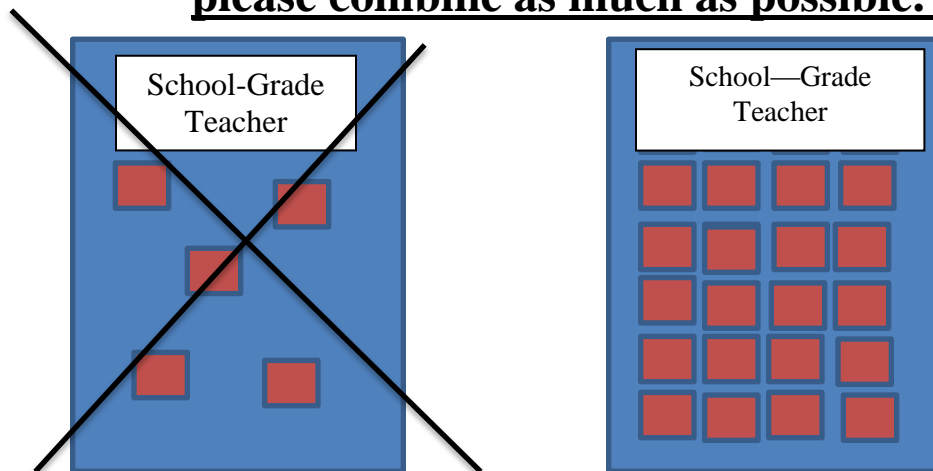 please combine as much as possible.
School-Grade
Teacher
School—Grade
Teacher